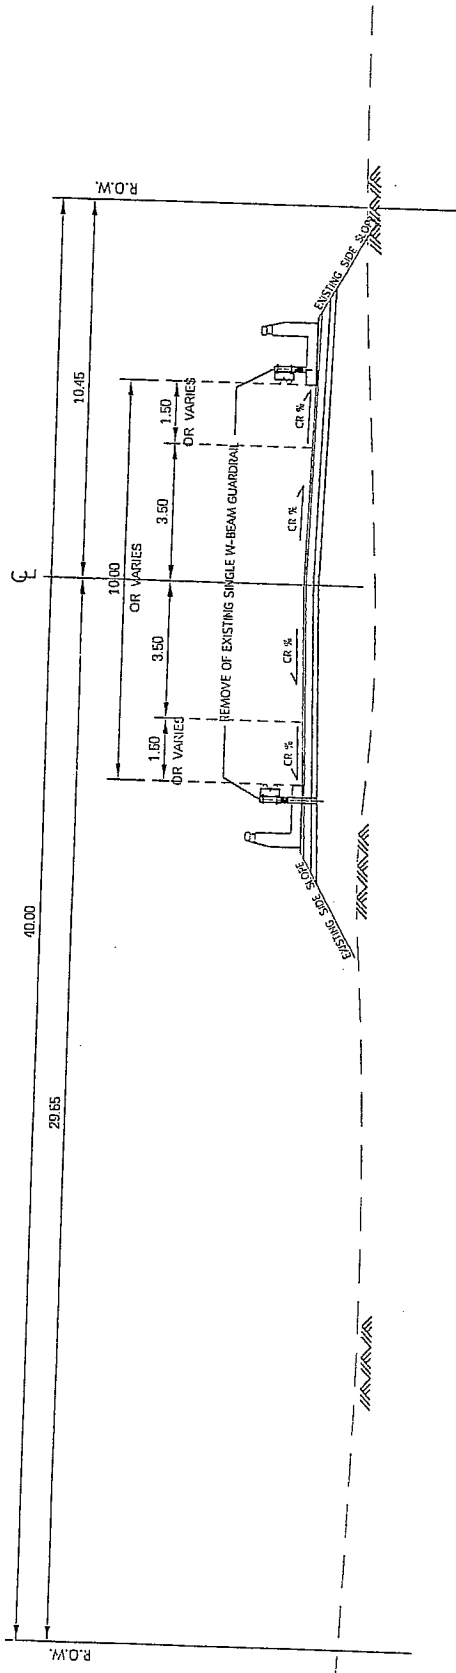 R.O.W.
R.O.W.
40.00
29.65
10.45
℄
10.00
OR VARIES
1.60
OR VARIES
3.50
3.50
1.50
OR VARIES
REMOVE OF EXISTING SINGLE W-BEAM GUARDRAIL
CR %
CR %
CR %
CR %
EXISTING SIDE SLOPE
EXISTING SIDE SLOPE